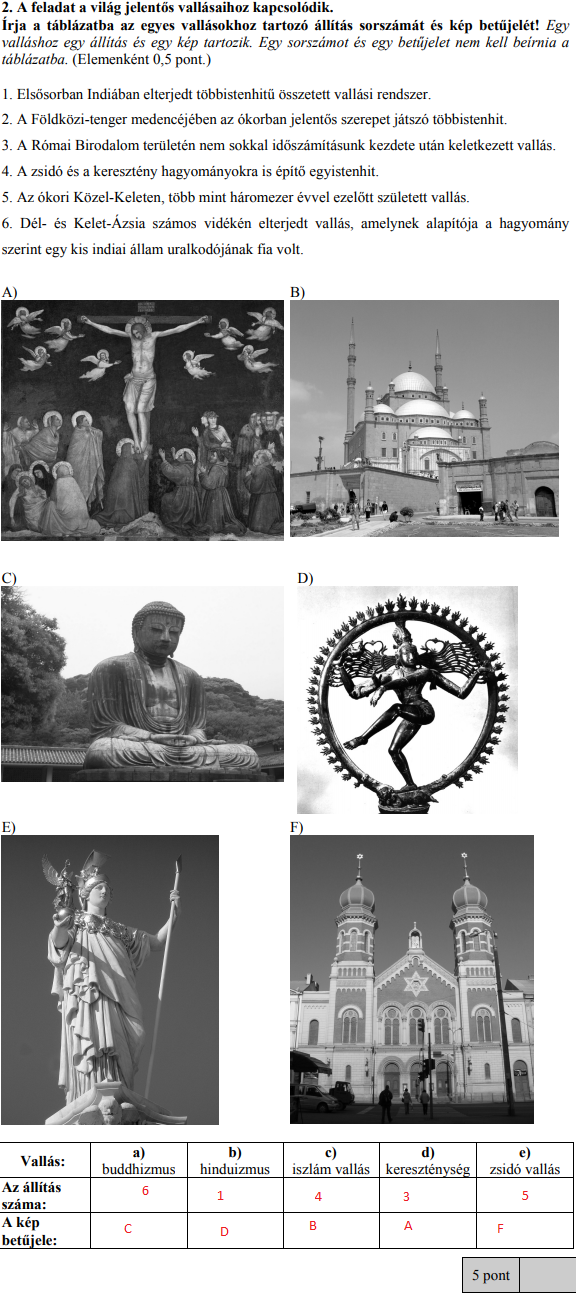 2. A feladat a világ jelentős vallásaihoz kapcsolódik.
Írja a táblázatba az egyes vallásokhoz tartozó állítás sorszámát és kép betűjelét! Egy
valláshoz egy állítás és egy kép tartozik. Egy sorszámot és egy betűjelet nem kell beírnia a
táblázatba. (Elemenként 0,5 pont.)
1. Elsősorban Indiában elterjedt többistenhitű összetett vallási rendszer.
2. A Földközi-tenger medencéjében az ókorban jelentős szerepet játszó többistenhit.
3. A Római Birodalom területén nem sokkal időszámításunk kezdete után keletkezett vallás.
4. A zsidó és a keresztény hagyományokra is építő egyistenhit.
5. Az ókori Közel-Keleten, több mint háromezer évvel ezelőtt született vallás.
6. Dél- és Kelet-Ázsia számos vidékén elterjedt vallás, amelynek alapítója a hagyomány
szerint egy kis indiai állam uralkodójának fia volt.
A) B)
C) D)
E) F)
Vallás: a) buddhizmus b) hinduizmus c) iszlám vallás d) kereszténység e) zsidó vallás
Az állítás száma: 6 1 4 3 5
A kép betűjele: C D B A F
5 pont